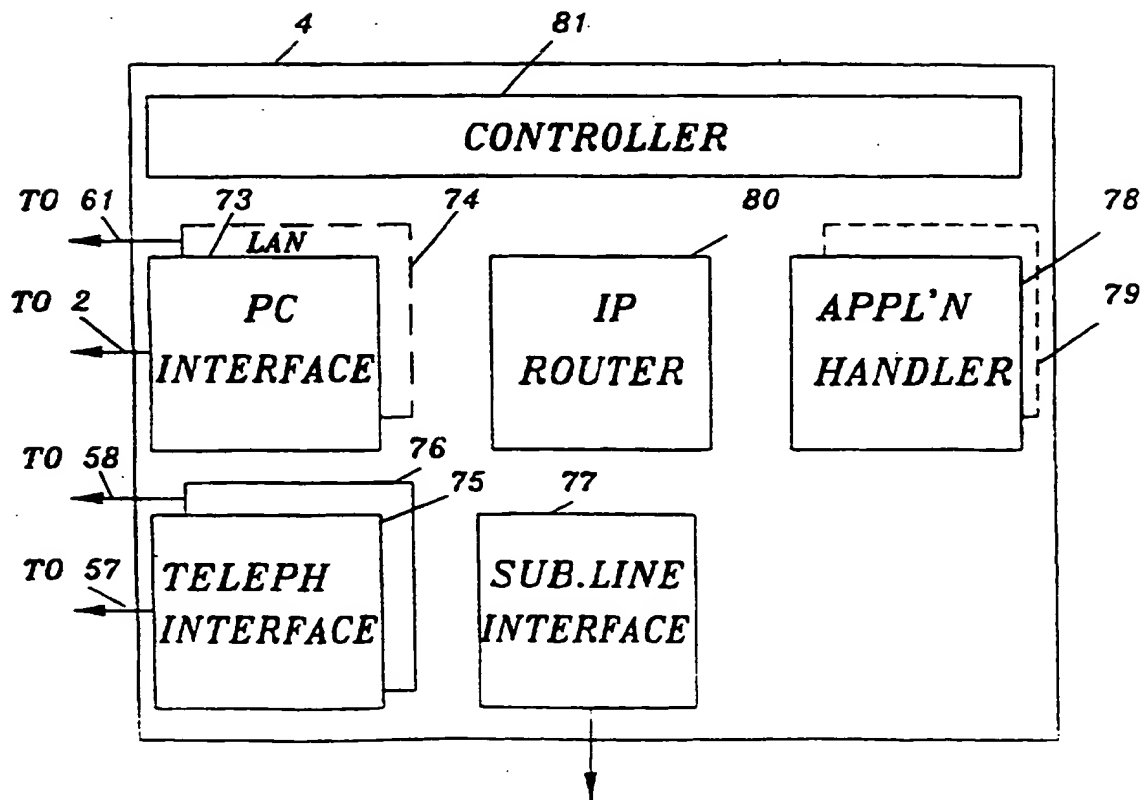 4
81
CONTROLLER
TO 61
73
74
80
78
LAN
TO 2
PC
INTERFACE
IP
ROUTER
APPL'N
HANDLER
79
TO 58
76
75
77
TO 57
TELEPH
INTERFACE
SUB.LINE
INTERFACE